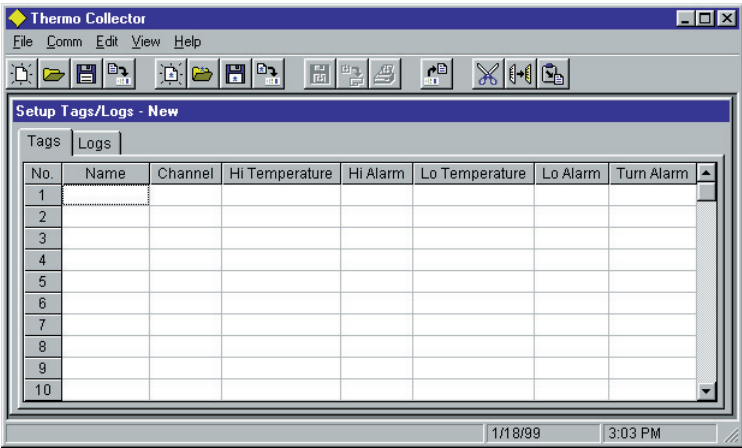 Thermo Collector
File Comm Edit View Help
Setup Tags/Logs - New
Tags Logs
No. Name Channel Hi Temperature Hi Alarm Lo Temperature Lo Alarm Turn Alarm
1
2
3
4
5
6
7
8
9
10
1/18/99 3:03 PM